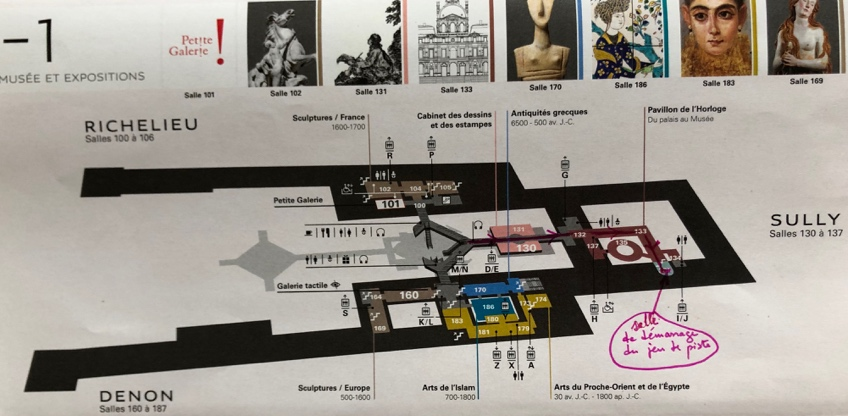 -1
MUSÉE ET EXPOSITIONS
Petite
Galerie !
Salle 101
Salle 102
Salle 131
Salle 133
Salle 170
Salle 186
Salle 183
Salle 169
RICHELIEU
Salles 100 à 106
Sculptures / France
1600-1700
Cabinet des dessins
et des estampes
Antiquités grecques
6500 - 500 av. J.-C.
Pavillon de l'Horloge
Du palais au Musée
R
P
G
102
104
105
Petite Galerie
101
100
131
130
132
133
137
SULLY
Salles 130 à 137
M/N
D/E
Galerie tactile
S
164
160
K/L
170
186
173
174
H
I/J
169
183
180
181
179
Z
X
A
salle
de démarrage
du jeu de piste
DENON
Salles 160 à 187
Sculptures / Europe
500-1600
Arts de l'Islam
700-1800
Arts du Proche-Orient et de l'Égypte
30 av. J.-C. - 1800 ap. J.-C.